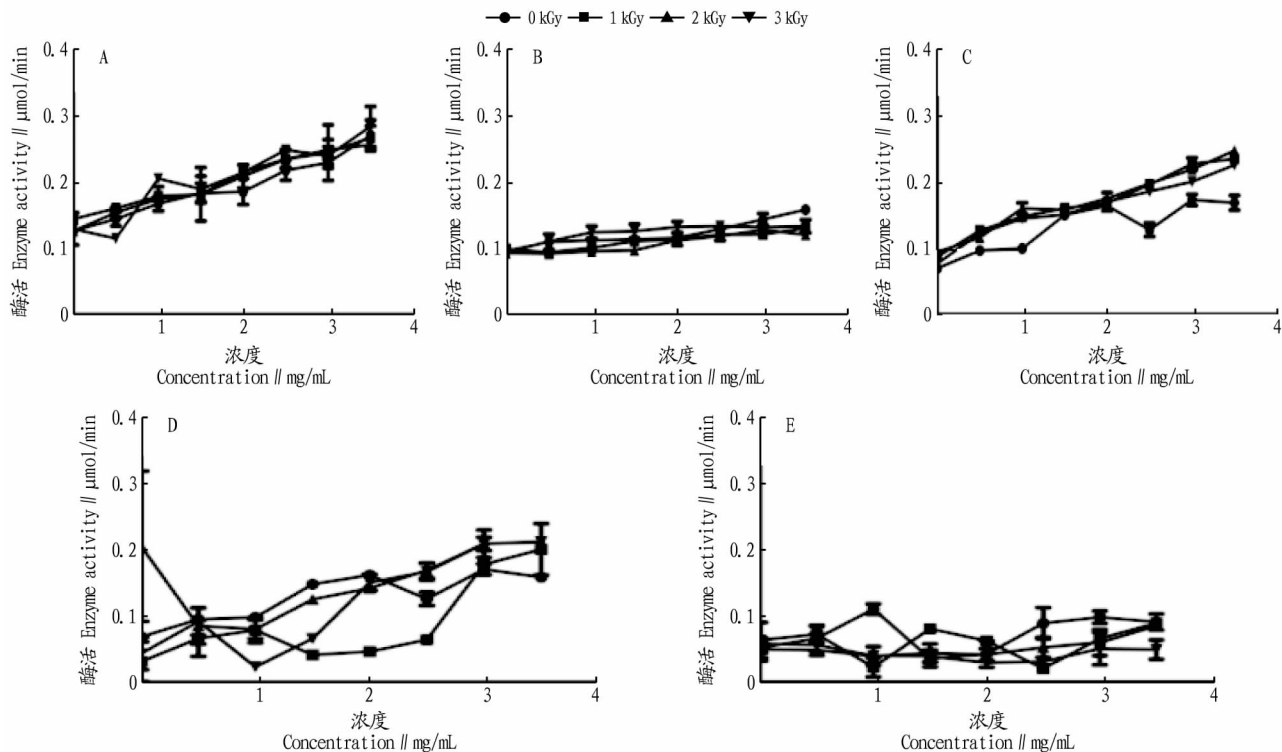 0 kGy 1 kGy 2 kGy 3 kGy
A
酶活 Enzyme activity // μmol/min
0.4
0.3
0.2
0.1
0
1 2 3 4
浓度
Concentration // mg/mL
B
酶活 Enzyme activity // μmol/min
0.4
0.3
0.2
0.1
0
1 2 3 4
浓度
Concentration // mg/mL
C
酶活 Enzyme activity // μmol/min
0.4
0.3
0.2
0.1
0
1 2 3 4
浓度
Concentration // mg/mL
D
酶活 Enzyme activity // μmol/min
0.4
0.3
0.2
0.1
0
1 2 3 4
浓度
Concentration // mg/mL
E
酶活 Enzyme activity // μmol/min
0.4
0.3
0.2
0.1
0
1 2 3 4
浓度
Concentration // mg/mL